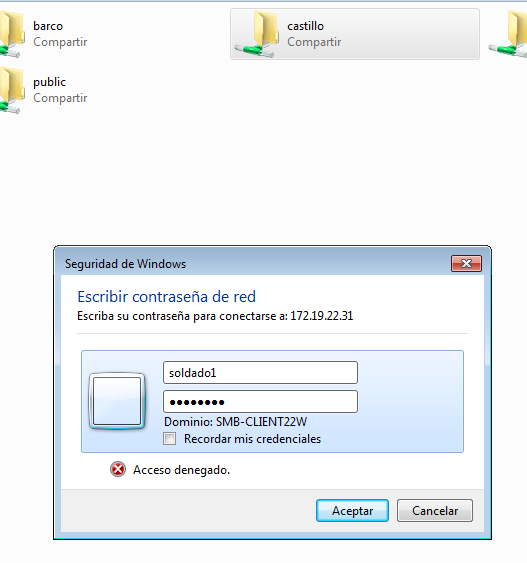 barco
Compartir
castillo
Compartir
public
Compartir
Seguridad de Windows
Escribir contraseña de red
Escriba su contraseña para conectarse a: 172.19.22.31
soldado1
●●●●●●●●
Dominio: SMB-CLIENT22W
Recordar mis credenciales
Acceso denegado.
Aceptar
Cancelar